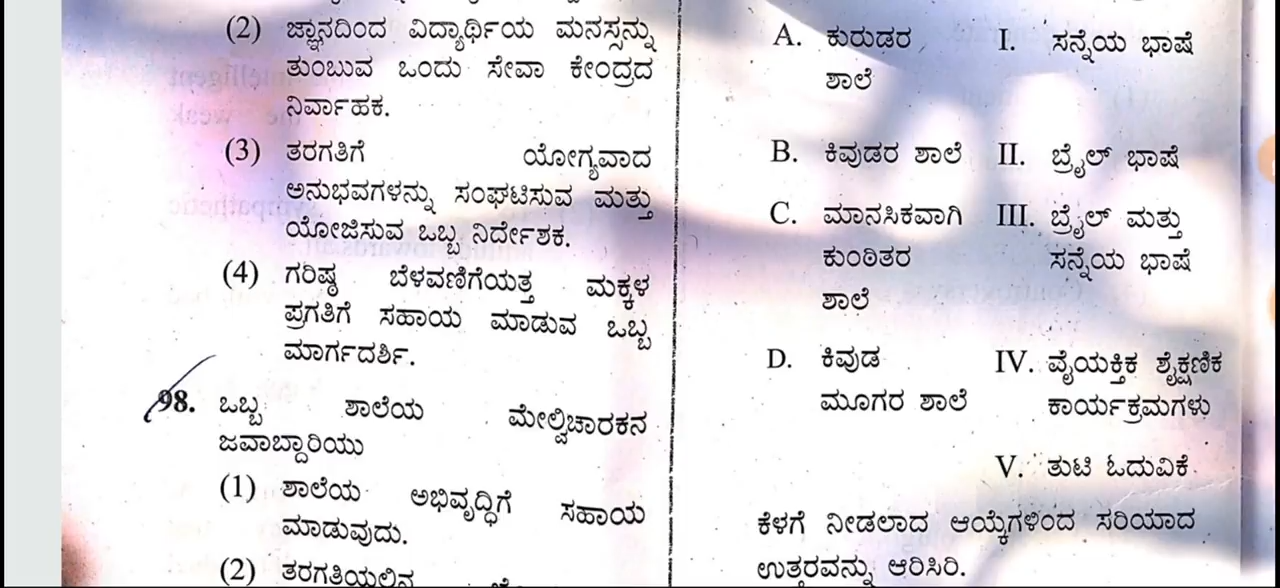 (2) ಜ್ಞಾನದಿಂದ ವಿದ್ಯಾರ್ಥಿಯ ಮನಸ್ಸನ್ನು
ತುಂಬುವ ಒಂದು ಸೇವಾ ಕೇಂದ್ರದ
ನಿರ್ವಾಹಕ.
(3) ತರಗತಿಗೆ ಯೋಗ್ಯವಾದ
ಅನುಭವಗಳನ್ನು ಸಂಘಟಿಸುವ ಮತ್ತು
ಯೋಜಿಸುವ ಒಬ್ಬ ನಿರ್ದೇಶಕ.
(4) ಗರಿಷ್ಠ ಬೆಳವಣಿಗೆಯತ್ತ ಮಕ್ಕಳ
ಪ್ರಗತಿಗೆ ಸಹಾಯ ಮಾಡುವ ಒಬ್ಬ
ಮಾರ್ಗದರ್ಶಿ.
98. ಒಬ್ಬ ಶಾಲೆಯ ಮೇಲ್ವಿಚಾರಕನ
ಜವಾಬ್ದಾರಿಯು
(1) ಶಾಲೆಯ ಅಭಿವೃದ್ಧಿಗೆ ಸಹಾಯ
ಮಾಡುವುದು.
(2) ತರಗತಿಯಲ್ಲಿನ
A. ಕುರುಡರ I. ಸನ್ನೆಯ ಭಾಷೆ
ಶಾಲೆ
B. ಕಿವುಡರ ಶಾಲೆ II. ಬ್ರೈಲ್ ಭಾಷೆ
C. ಮಾನಸಿಕವಾಗಿ III. ಬ್ರೈಲ್ ಮತ್ತು
ಕುಂಠಿತರ ಸನ್ನೆಯ ಭಾಷೆ
ಶಾಲೆ
D. ಕಿವುಡ IV. ವೈಯಕ್ತಿಕ ಶೈಕ್ಷಣಿಕ
ಮೂಗರ ಶಾಲೆ ಕಾರ್ಯಕ್ರಮಗಳು
V. ತುಟಿ ಓದುವಿಕೆ
ಕೆಳಗೆ ನೀಡಲಾದ ಆಯ್ಕೆಗಳಿಂದ ಸರಿಯಾದ
ಉತ್ತರವನ್ನು ಆರಿಸಿರಿ.